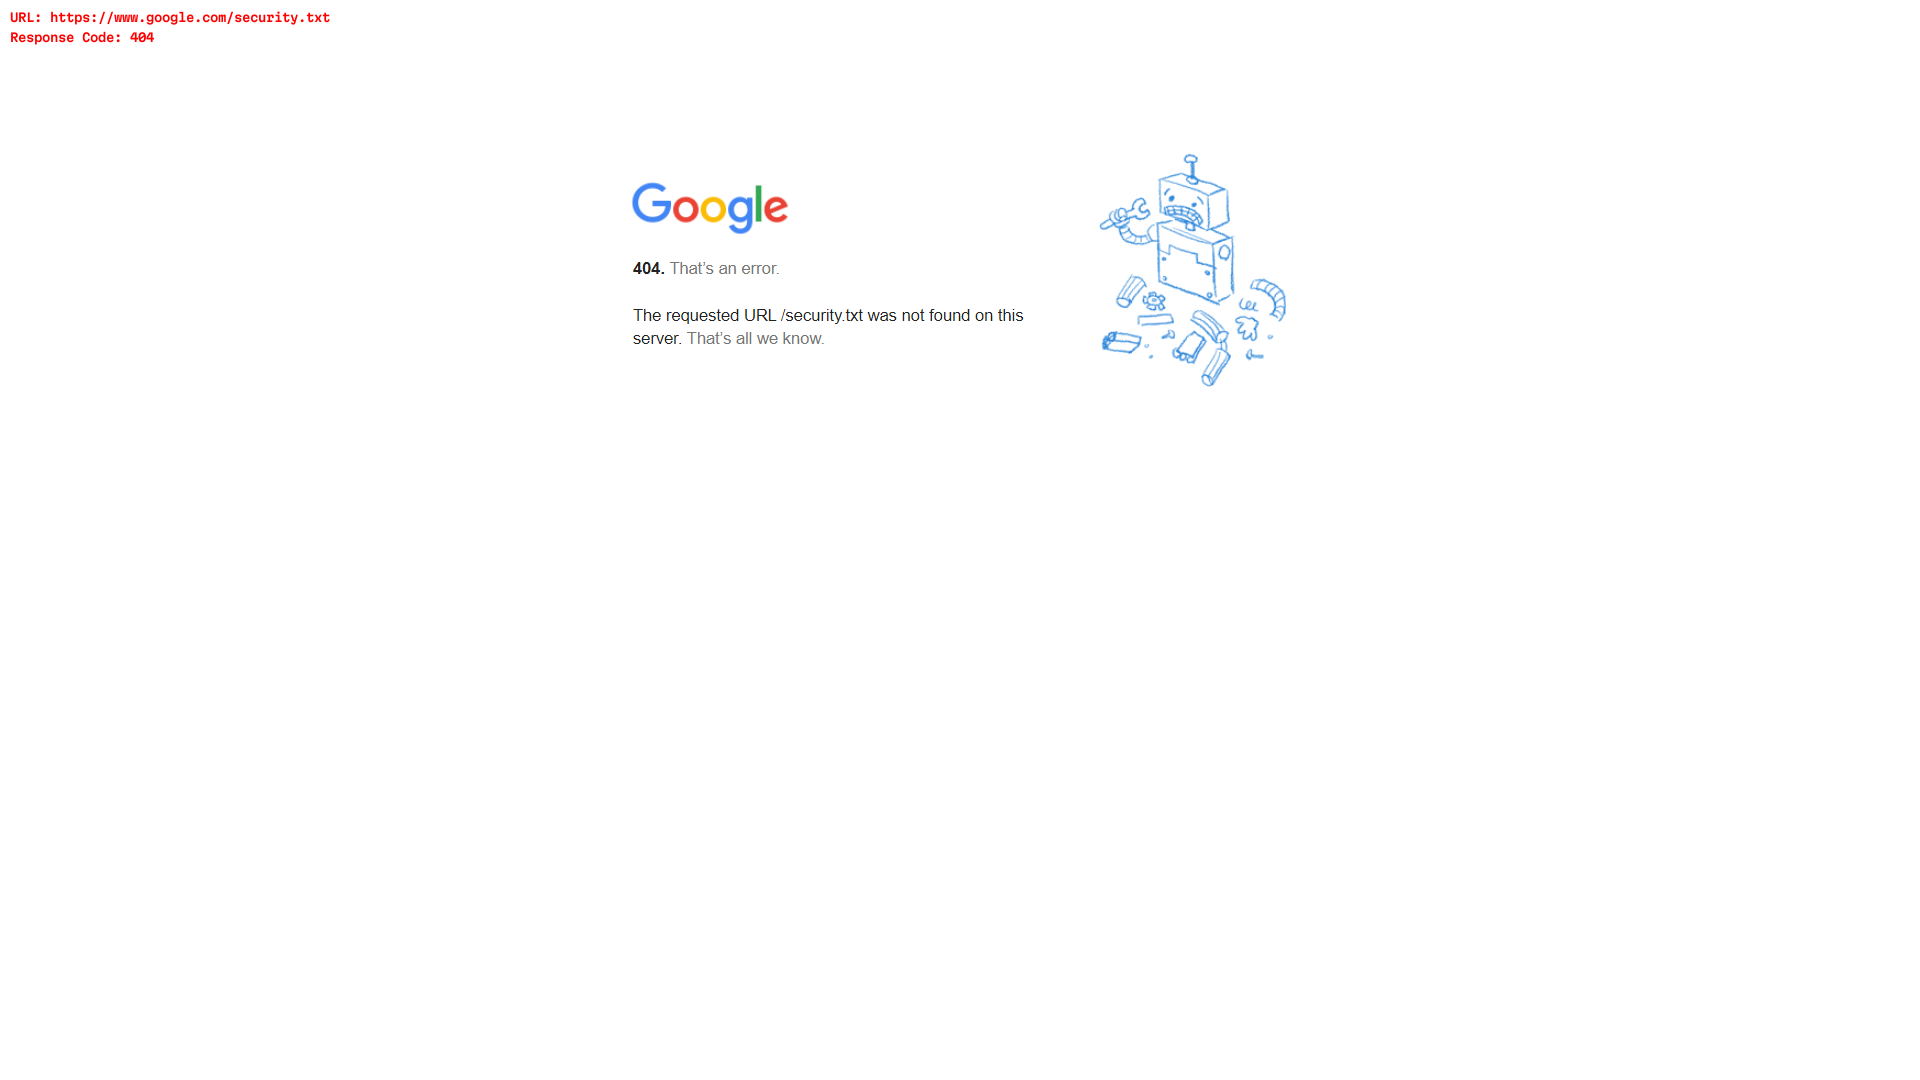 URL: https://www.google.com/security.txt
Response Code: 404
Google
404. That’s an error.
The requested URL /security.txt was not found on this
server. That’s all we know.